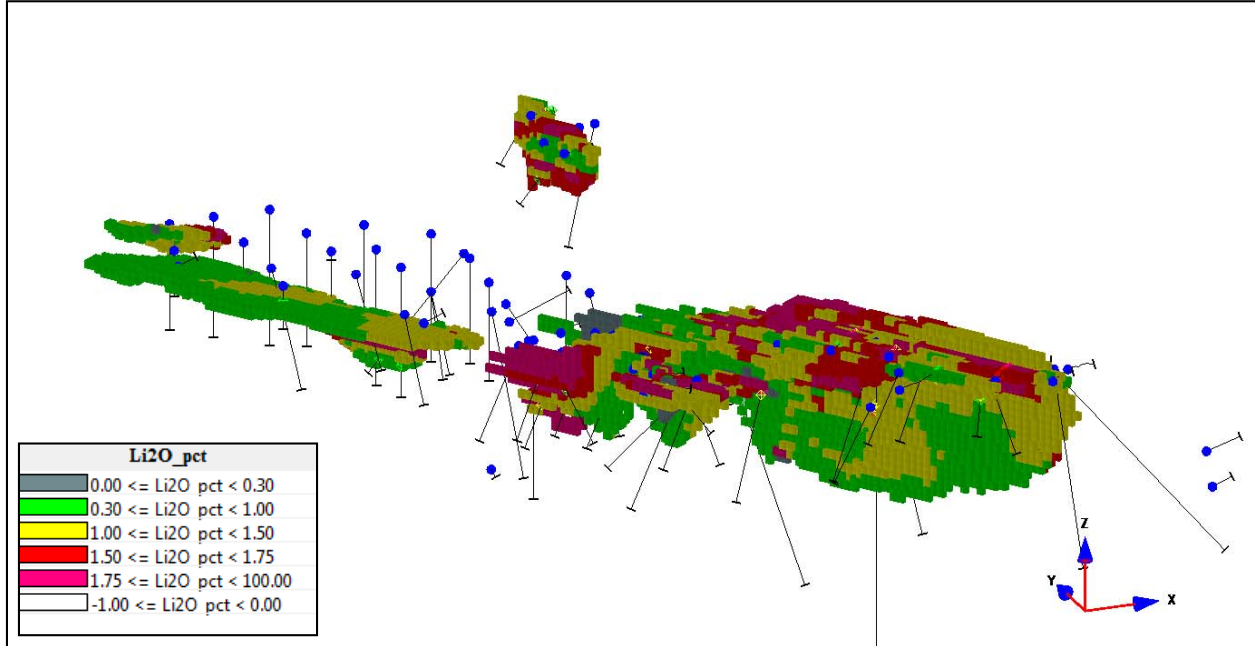 Li2O_pct
0.00 <= Li2O pct < 0.30
0.30 <= Li2O pct < 1.00
1.00 <= Li2O pct < 1.50
1.50 <= Li2O pct < 1.75
1.75 <= Li2O pct < 100.00
-1.00 <= Li2O pct < 0.00
Z
Y
X